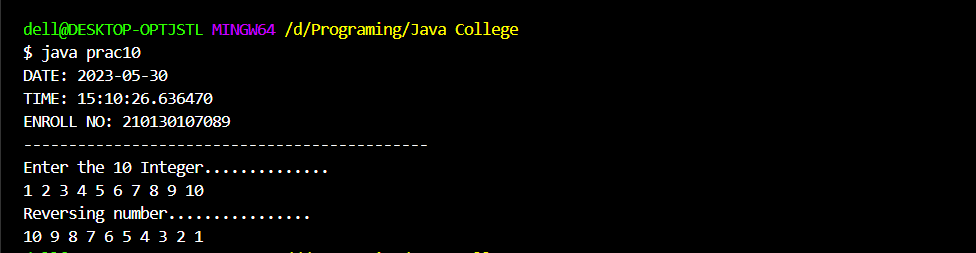 dell@DESKTOP-OPTJSTL MINGW64 /d/Programing/Java College
$ java prac10
DATE: 2023-05-30
TIME: 15:10:26.636470
ENROLL NO: 210130107089
---------------------------------------------
Enter the 10 Integer..............
1 2 3 4 5 6 7 8 9 10
Reversing number................
10 9 8 7 6 5 4 3 2 1